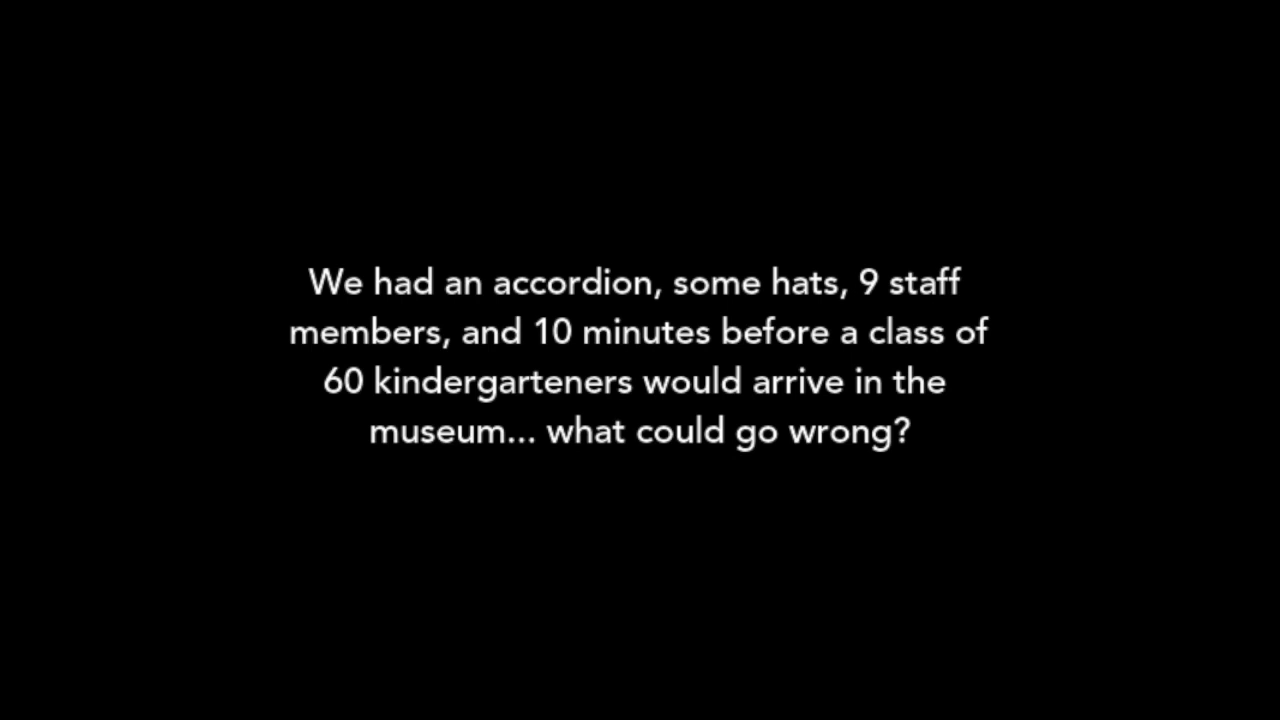 We had an accordion, some hats, 9 staff
members, and 10 minutes before a class of
60 kindergarteners would arrive in the
museum... what could go wrong?